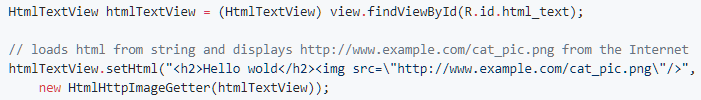 HtmlTextView htmlTextView = (HtmlTextView) view.findViewById(R.id.html_text);
// loads html from string and displays http://www.example.com/cat_pic.png from the Internet
htmlTextView.setHtml("<h2>Hello wold</h2><img src=\"http://www.example.com/cat_pic.png\"/>",
    new HtmlHttpImageGetter(htmlTextView));